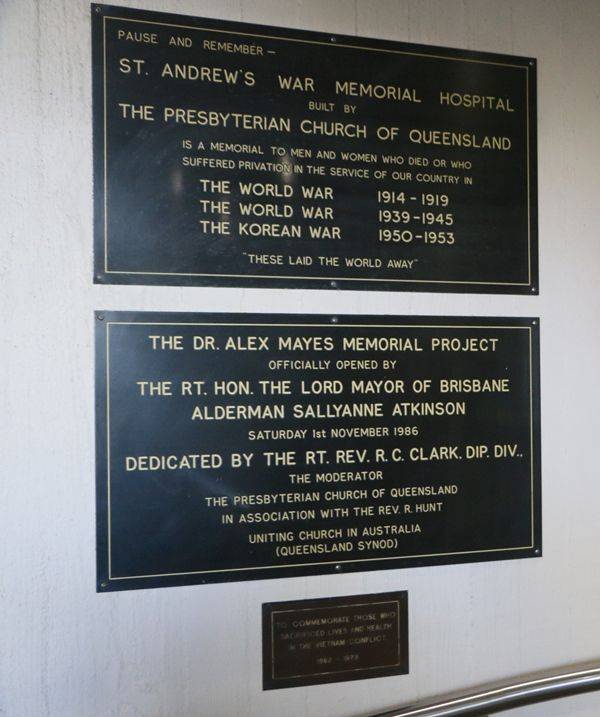 PAUSE AND REMEMBER —
ST. ANDREW'S WAR MEMORIAL HOSPITAL
BUILT BY
THE PRESBYTERIAN CHURCH OF QUEENSLAND
IS A MEMORIAL TO MEN AND WOMEN WHO DIED OR WHO
SUFFERED PRIVATION IN THE SERVICE OF OUR COUNTRY IN
THE WORLD WAR 1914 - 1919
THE WORLD WAR 1939 - 1945
THE KOREAN WAR 1950 - 1953
"THESE LAID THE WORLD AWAY"
THE DR. ALEX MAYES MEMORIAL PROJECT
OFFICIALLY OPENED BY
THE RT. HON. THE LORD MAYOR OF BRISBANE
ALDERMAN SALLYANNE ATKINSON
SATURDAY 1st NOVEMBER 1986
DEDICATED BY THE RT. REV. R. C. CLARK. DIP. DIV..
THE MODERATOR
THE PRESBYTERIAN CHURCH OF QUEENSLAND
IN ASSOCIATION WITH THE REV. R. HUNT
UNITING CHURCH IN AUSTRALIA
(QUEENSLAND SYNOD)
TO COMMEMORATE THOSE WHO
SACRIFICED LIVES AND HEALTH
IN THE VIETNAM CONFLICT